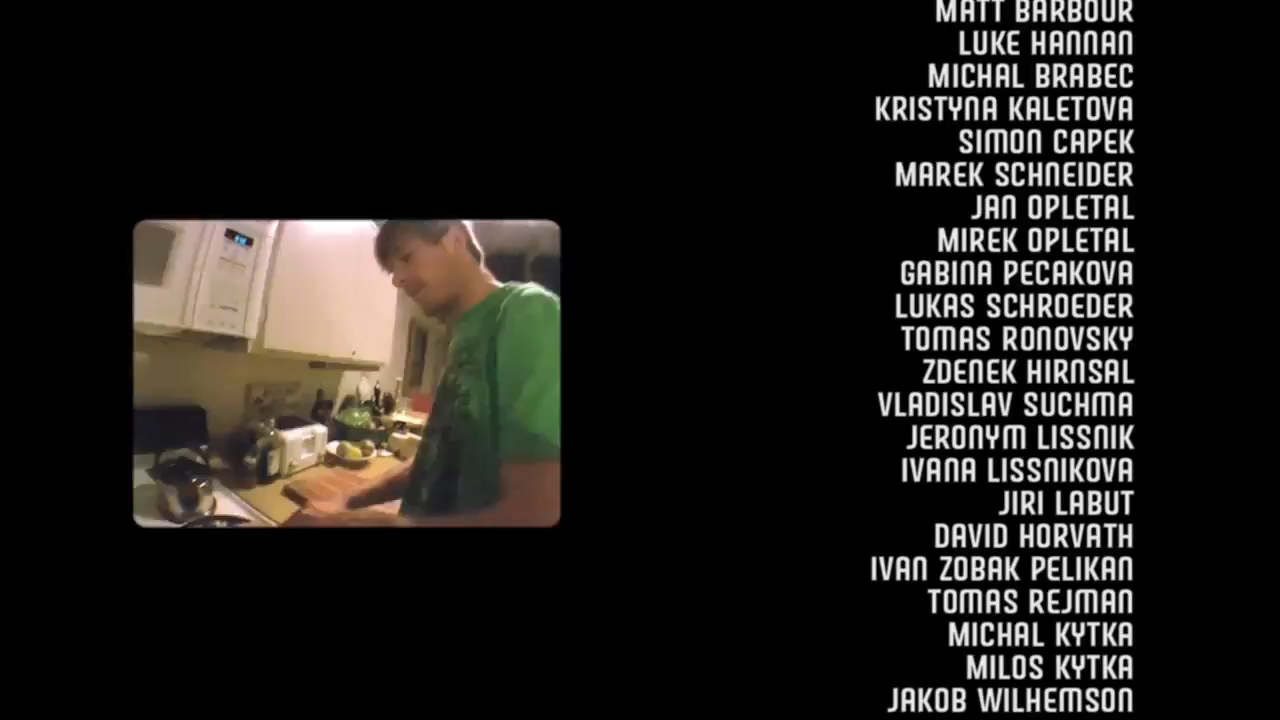 MATT BARBOUR
LUKE HANNAN
MICHAL BRABEC
KRISTYNA KALETOVA
SIMON CAPEK
MAREK SCHNEIDER
JAN OPLETAL
MIREK OPLETAL
GABINA PECAKOVA
LUKAS SCHROEDER
TOMAS RONOVSKY
ZDENEK HIRNSAL
VLADISLAV SUCHMA
JERONYM LISSNIK
IVANA LISSNIKOVA
JIRI LABUT
DAVID HORVATH
IVAN ZOBAK PELIKAN
TOMAS REJMAN
MICHAL KYTKA
MILOS KYTKA
JAKOB WILHEMSON